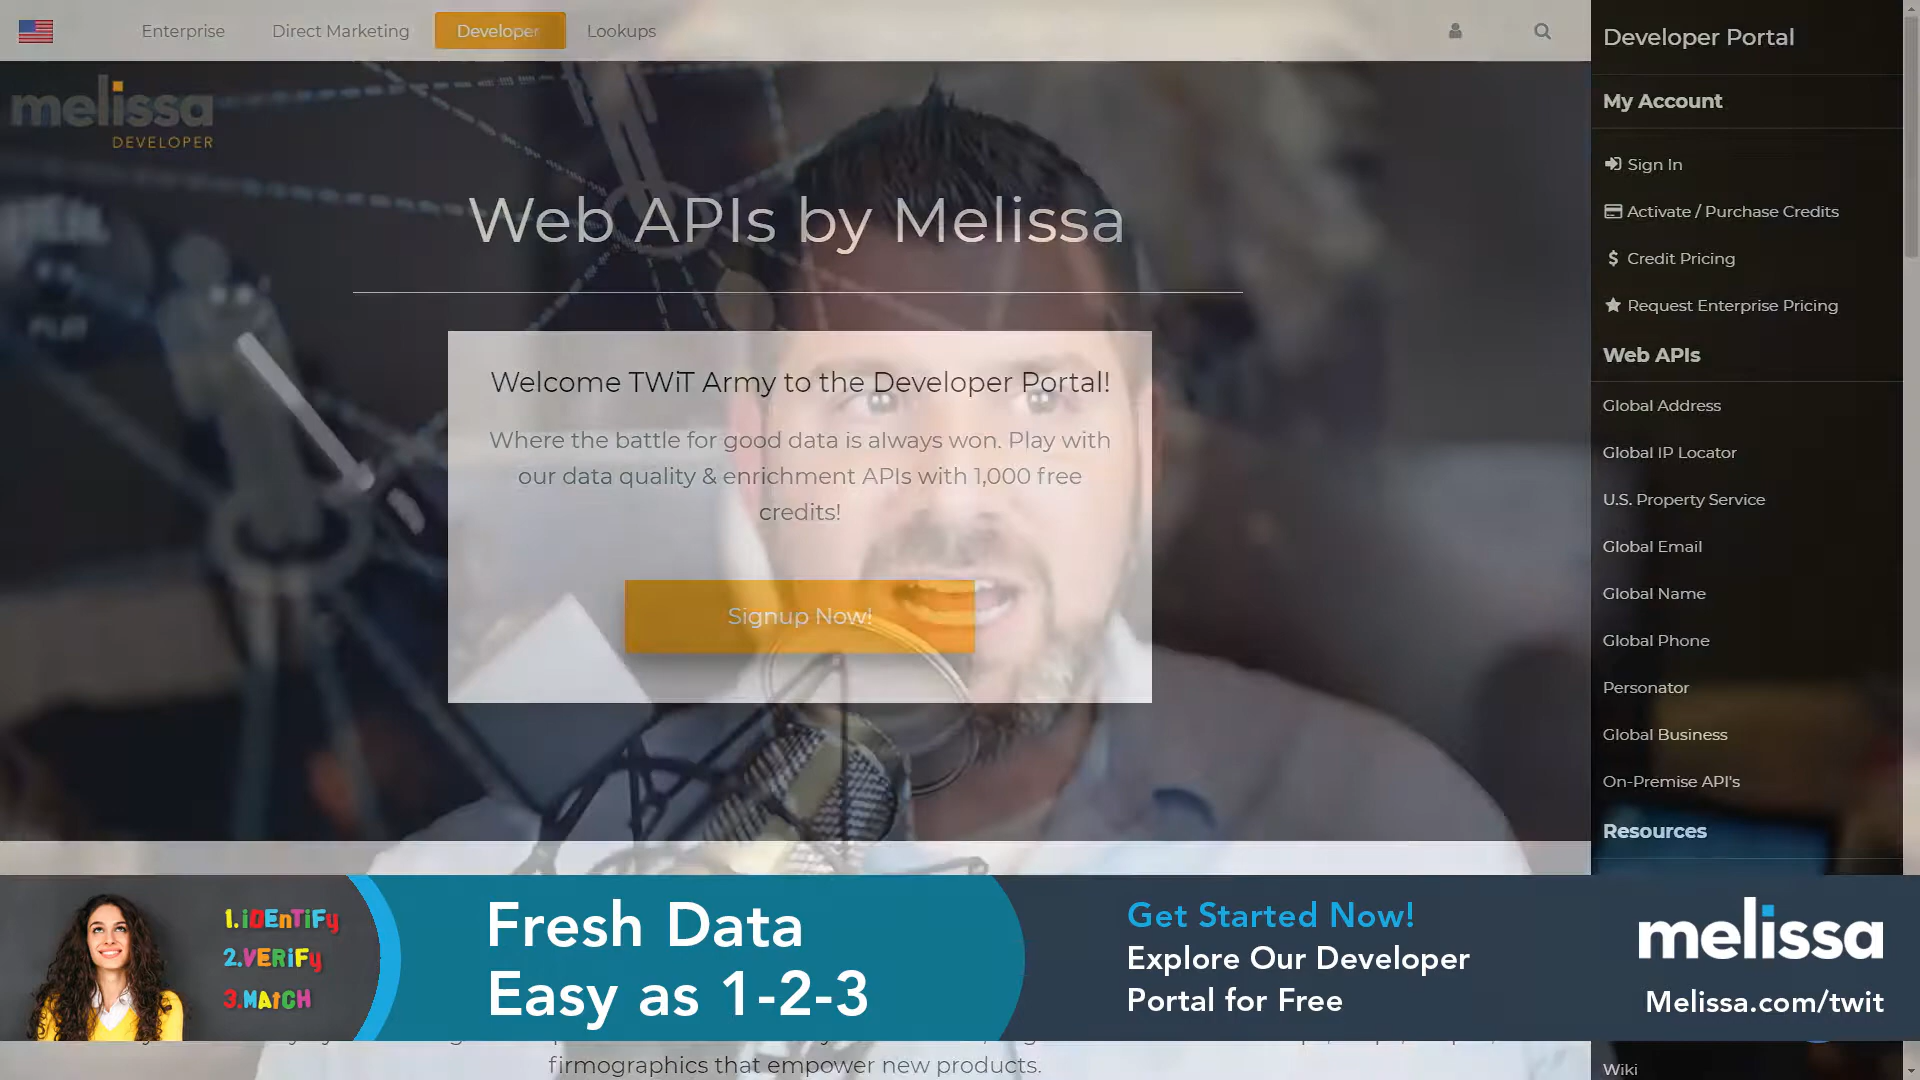 Enterprise
Direct Marketing
Developer
Lookups
melissa
DEVELOPER
Web APIs by Melissa
Welcome TWiT Army to the Developer Portal!
Where the battle for good data is always won. Play with
our data quality & enrichment APIs with 1,000 free
credits!
Signup Now!
Developer Portal
My Account
Sign In
Activate / Purchase Credits
Credit Pricing
Request Enterprise Pricing
Web APIs
Global Address
Global IP Locator
U.S. Property Service
Global Email
Global Name
Global Phone
Personator
Global Business
On-Premise API's
Resources
1.iDEnTiFy
2.VERiFy
3.MAtCH
Fresh Data
Easy as 1-2-3
Get Started Now!
Explore Our Developer
Portal for Free
melissa
Melissa.com/twit
firmographics that empower new products.
Wiki